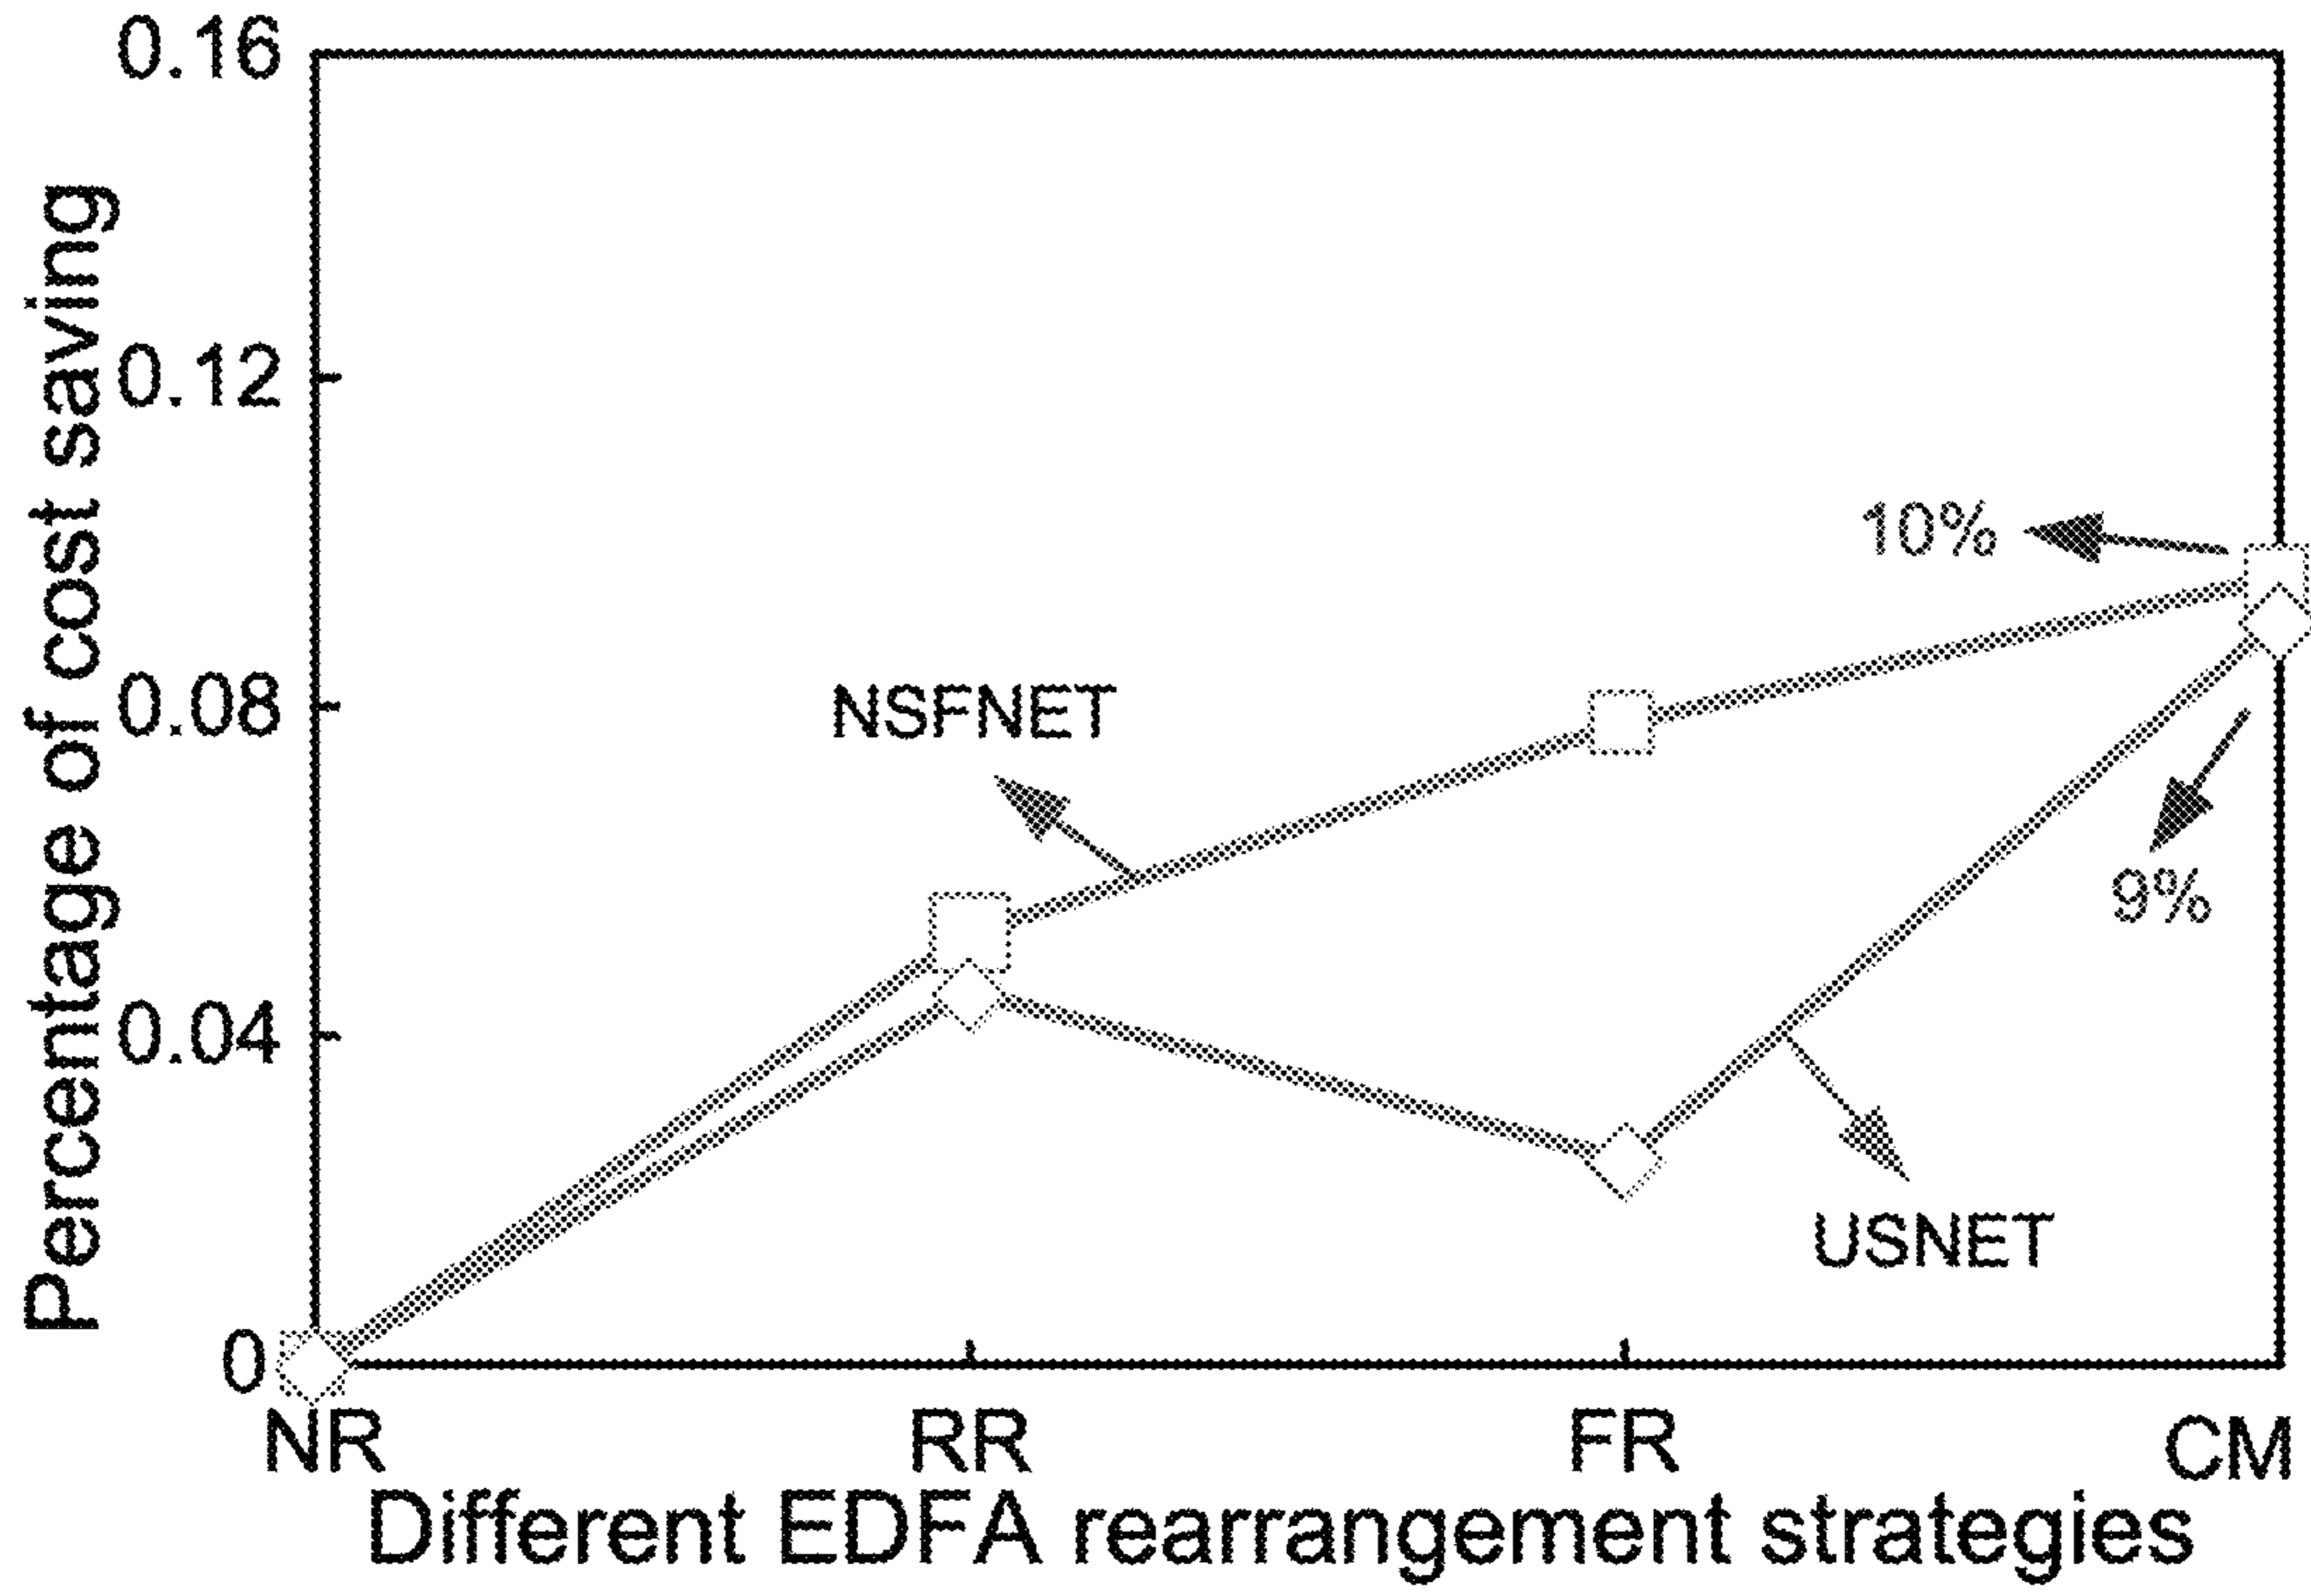 Percentage of cost saving
0.16
0.12
0.08
0.04
0
10%
NSFNET
9%
USNET
NR RR FR CM
Different EDFA rearrangement strategies